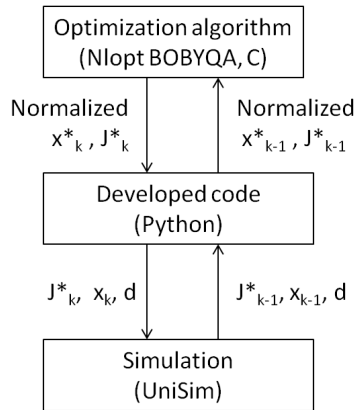 Optimization algorithm
(Nlopt BOBYQA, C)
Normalized Normalized
x*k , J*k x*k-1 , J*k-1
Developed code
(Python)
J*k, xk, d J*k-1, xk-1, d
Simulation
(UniSim)